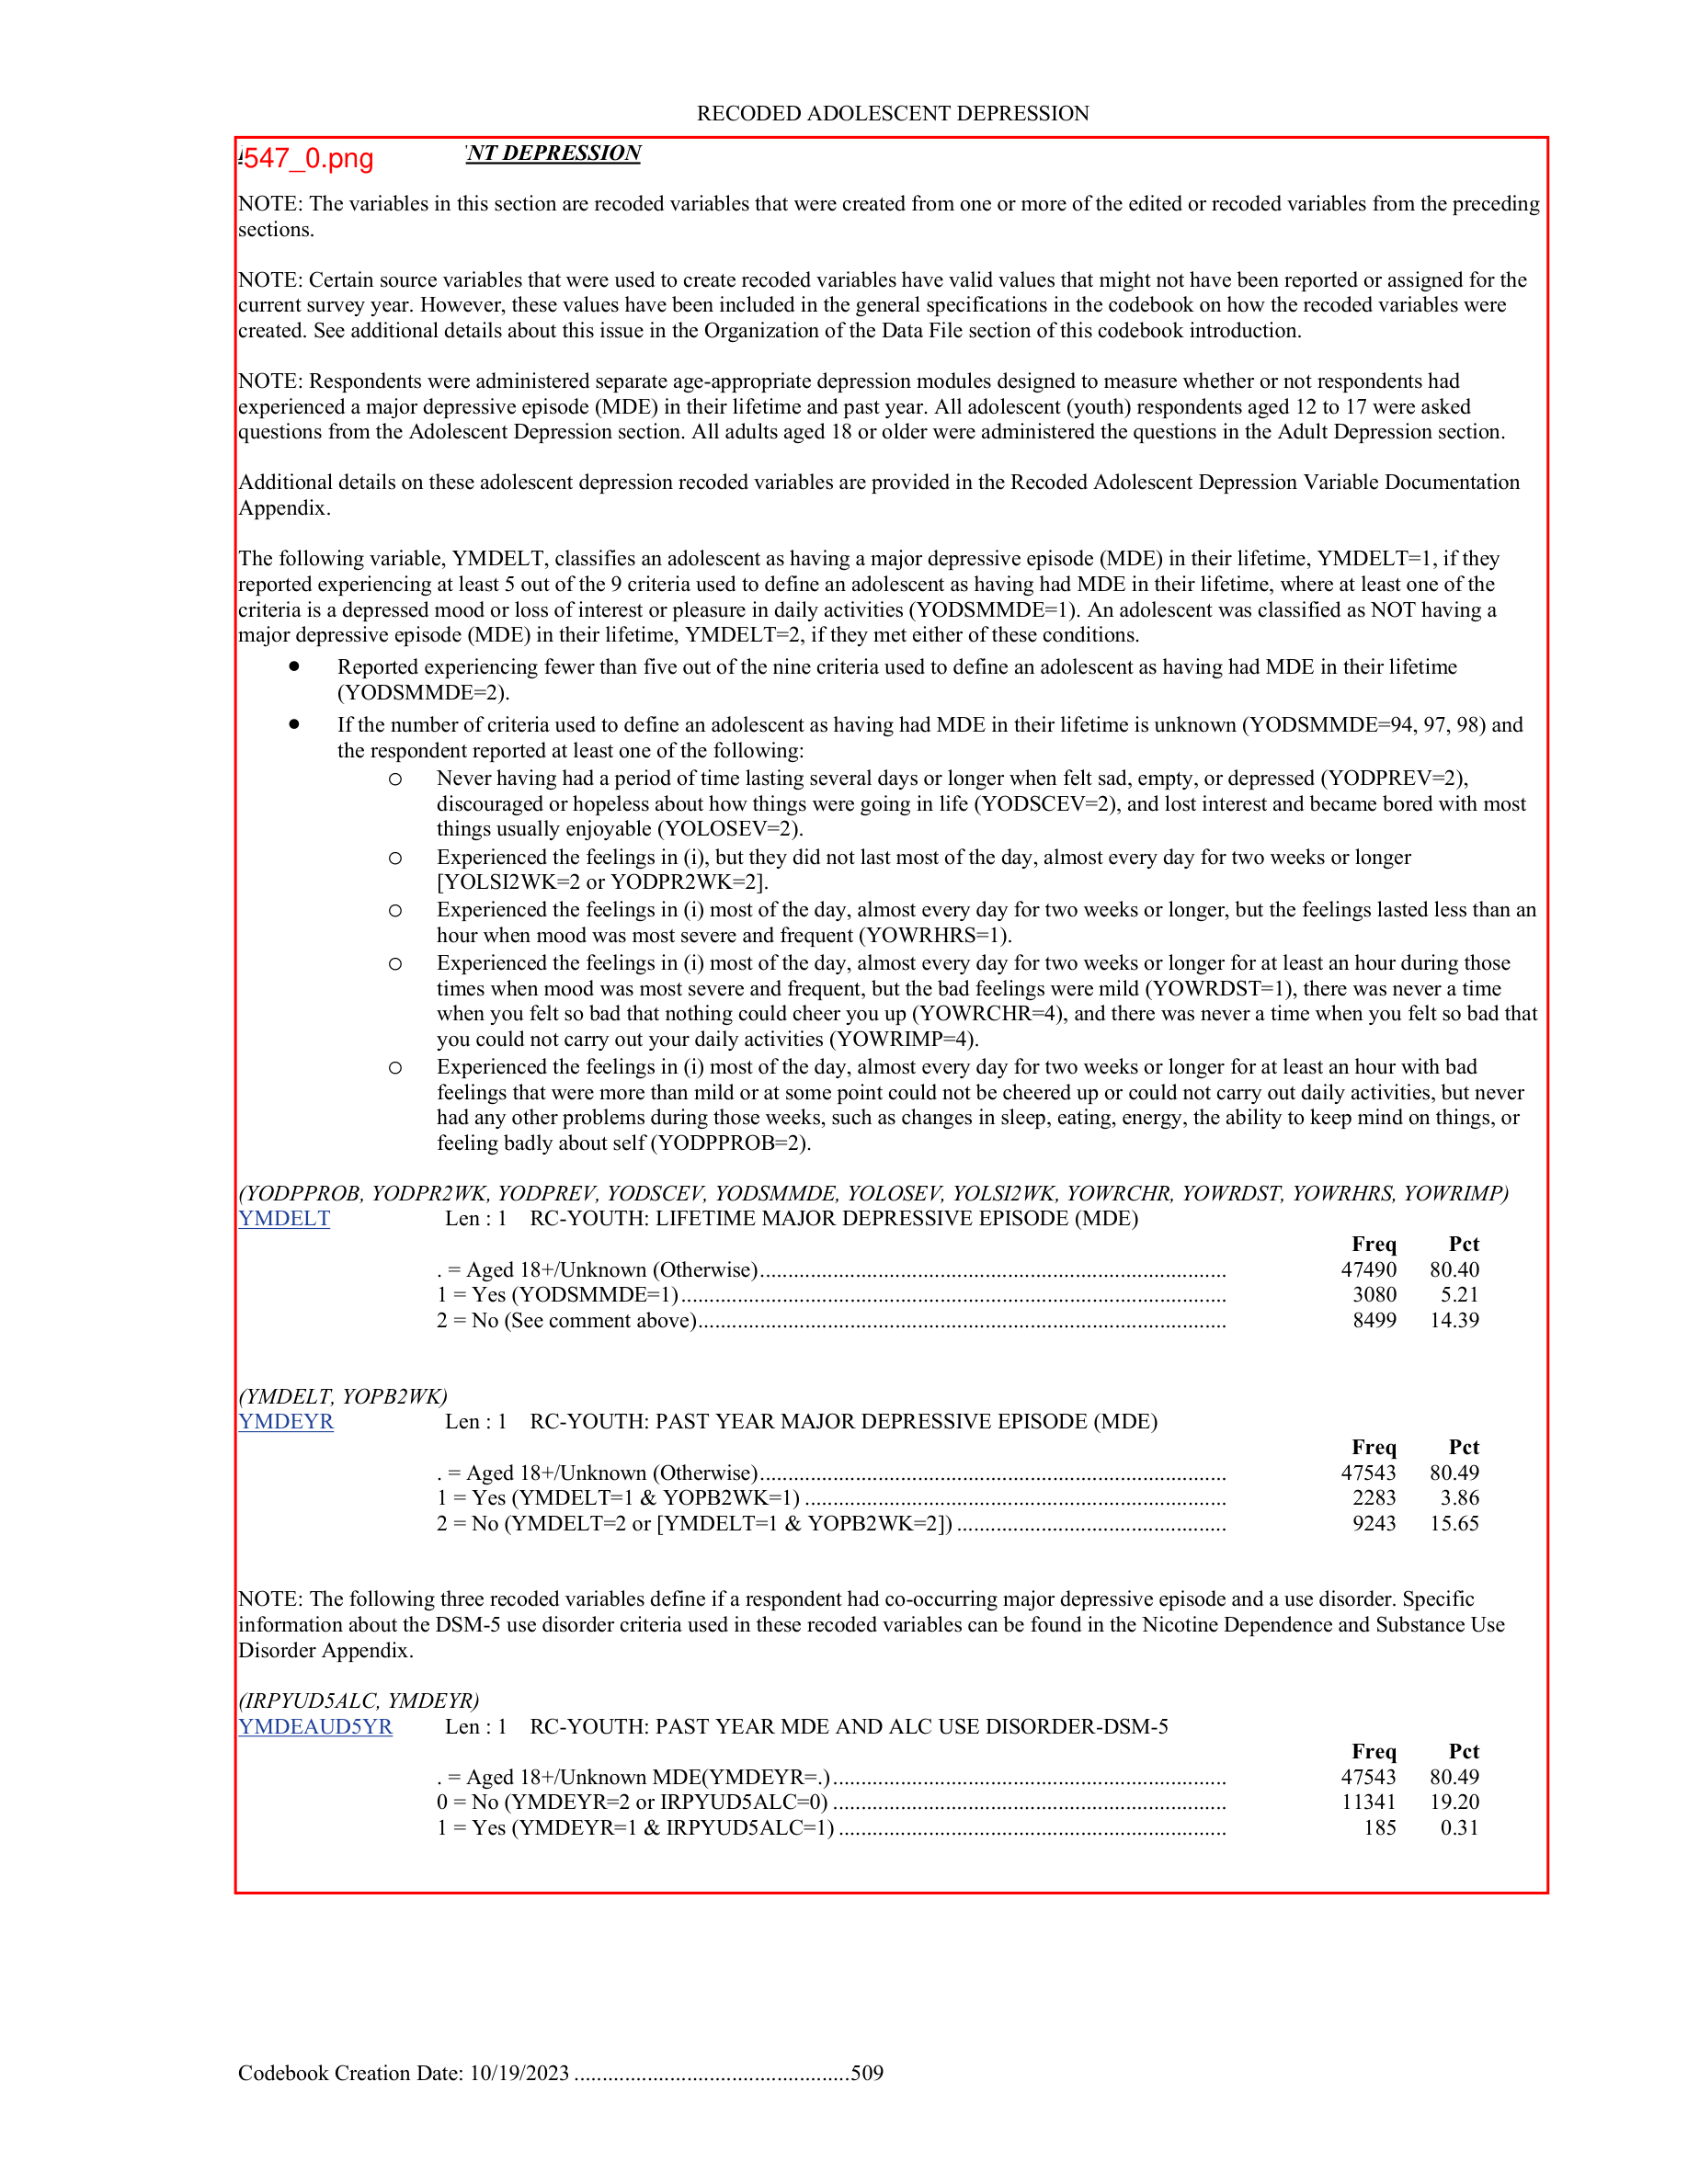 RECODED ADOLESCENT DEPRESSION
547_0.png NT DEPRESSION
NOTE: The variables in this section are recoded variables that were created from one or more of the edited or recoded variables from the preceding
sections.
NOTE: Certain source variables that were used to create recoded variables have valid values that might not have been reported or assigned for the
current survey year. However, these values have been included in the general specifications in the codebook on how the recoded variables were
created. See additional details about this issue in the Organization of the Data File section of this codebook introduction.
NOTE: Respondents were administered separate age-appropriate depression modules designed to measure whether or not respondents had
experienced a major depressive episode (MDE) in their lifetime and past year. All adolescent (youth) respondents aged 12 to 17 were asked
questions from the Adolescent Depression section. All adults aged 18 or older were administered the questions in the Adult Depression section.
Additional details on these adolescent depression recoded variables are provided in the Recoded Adolescent Depression Variable Documentation
Appendix.
The following variable, YMDELT, classifies an adolescent as having a major depressive episode (MDE) in their lifetime, YMDELT=1, if they
reported experiencing at least 5 out of the 9 criteria used to define an adolescent as having had MDE in their lifetime, where at least one of the
criteria is a depressed mood or loss of interest or pleasure in daily activities (YODSMMDE=1). An adolescent was classified as NOT having a
major depressive episode (MDE) in their lifetime, YMDELT=2, if they met either of these conditions.
● Reported experiencing fewer than five out of the nine criteria used to define an adolescent as having had MDE in their lifetime
(YODSMMDE=2).
● If the number of criteria used to define an adolescent as having had MDE in their lifetime is unknown (YODSMMDE=94, 97, 98) and
the respondent reported at least one of the following:
○ Never having had a period of time lasting several days or longer when felt sad, empty, or depressed (YODPREV=2),
discouraged or hopeless about how things were going in life (YODSCEV=2), and lost interest and became bored with most
things usually enjoyable (YOLOSEV=2).
○ Experienced the feelings in (i), but they did not last most of the day, almost every day for two weeks or longer
[YOLSI2WK=2 or YODPR2WK=2].
○ Experienced the feelings in (i) most of the day, almost every day for two weeks or longer, but the feelings lasted less than an
hour when mood was most severe and frequent (YOWRHRS=1).
○ Experienced the feelings in (i) most of the day, almost every day for two weeks or longer for at least an hour during those
times when mood was most severe and frequent, but the bad feelings were mild (YOWRDST=1), there was never a time
when you felt so bad that nothing could cheer you up (YOWRCHR=4), and there was never a time when you felt so bad that
you could not carry out your daily activities (YOWRIMP=4).
○ Experienced the feelings in (i) most of the day, almost every day for two weeks or longer for at least an hour with bad
feelings that were more than mild or at some point could not be cheered up or could not carry out daily activities, but never
had any other problems during those weeks, such as changes in sleep, eating, energy, the ability to keep mind on things, or
feeling badly about self (YODPPROB=2).
(YODPPROB, YODPR2WK, YODPREV, YODSCEV, YODSMMDE, YOLOSEV, YOLSI2WK, YOWRCHR, YOWRDST, YOWRHRS, YOWRIMP)
YMDELT Len : 1 RC-YOUTH: LIFETIME MAJOR DEPRESSIVE EPISODE (MDE)
Freq Pct
. = Aged 18+/Unknown (Otherwise)................................................................................... 47490 80.40
1 = Yes (YODSMMDE=1)................................................................................................. 3080 5.21
2 = No (See comment above).............................................................................................. 8499 14.39
(YMDELT, YOPB2WK)
YMDEYR Len : 1 RC-YOUTH: PAST YEAR MAJOR DEPRESSIVE EPISODE (MDE)
Freq Pct
. = Aged 18+/Unknown (Otherwise)................................................................................... 47543 80.49
1 = Yes (YMDELT=1 & YOPB2WK=1) ........................................................................... 2283 3.86
2 = No (YMDELT=2 or [YMDELT=1 & YOPB2WK=2]) ................................................ 9243 15.65
NOTE: The following three recoded variables define if a respondent had co-occurring major depressive episode and a use disorder. Specific
information about the DSM-5 use disorder criteria used in these recoded variables can be found in the Nicotine Dependence and Substance Use
Disorder Appendix.
(IRPYUD5ALC, YMDEYR)
YMDEAUD5YR Len : 1 RC-YOUTH: PAST YEAR MDE AND ALC USE DISORDER-DSM-5
Freq Pct
. = Aged 18+/Unknown MDE(YMDEYR=.)...................................................................... 47543 80.49
0 = No (YMDEYR=2 or IRPYUD5ALC=0) ...................................................................... 11341 19.20
1 = Yes (YMDEYR=1 & IRPYUD5ALC=1) ..................................................................... 185 0.31
Codebook Creation Date: 10/19/2023 .................................................509